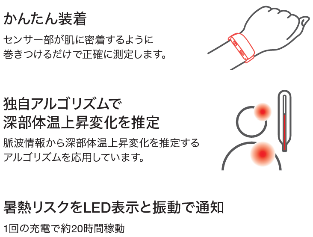 かんたん装着
センサー部が肌に密着するように
巻きつけるだけで正確に測定します。
独自アルゴリズムで
深部体温上昇変化を推定
脈波情報から深部体温上昇変化を推定する
アルゴリズムを応用しています。
暑熱リスクをLED表示と振動で通知
1回の充電で約20時間稼動